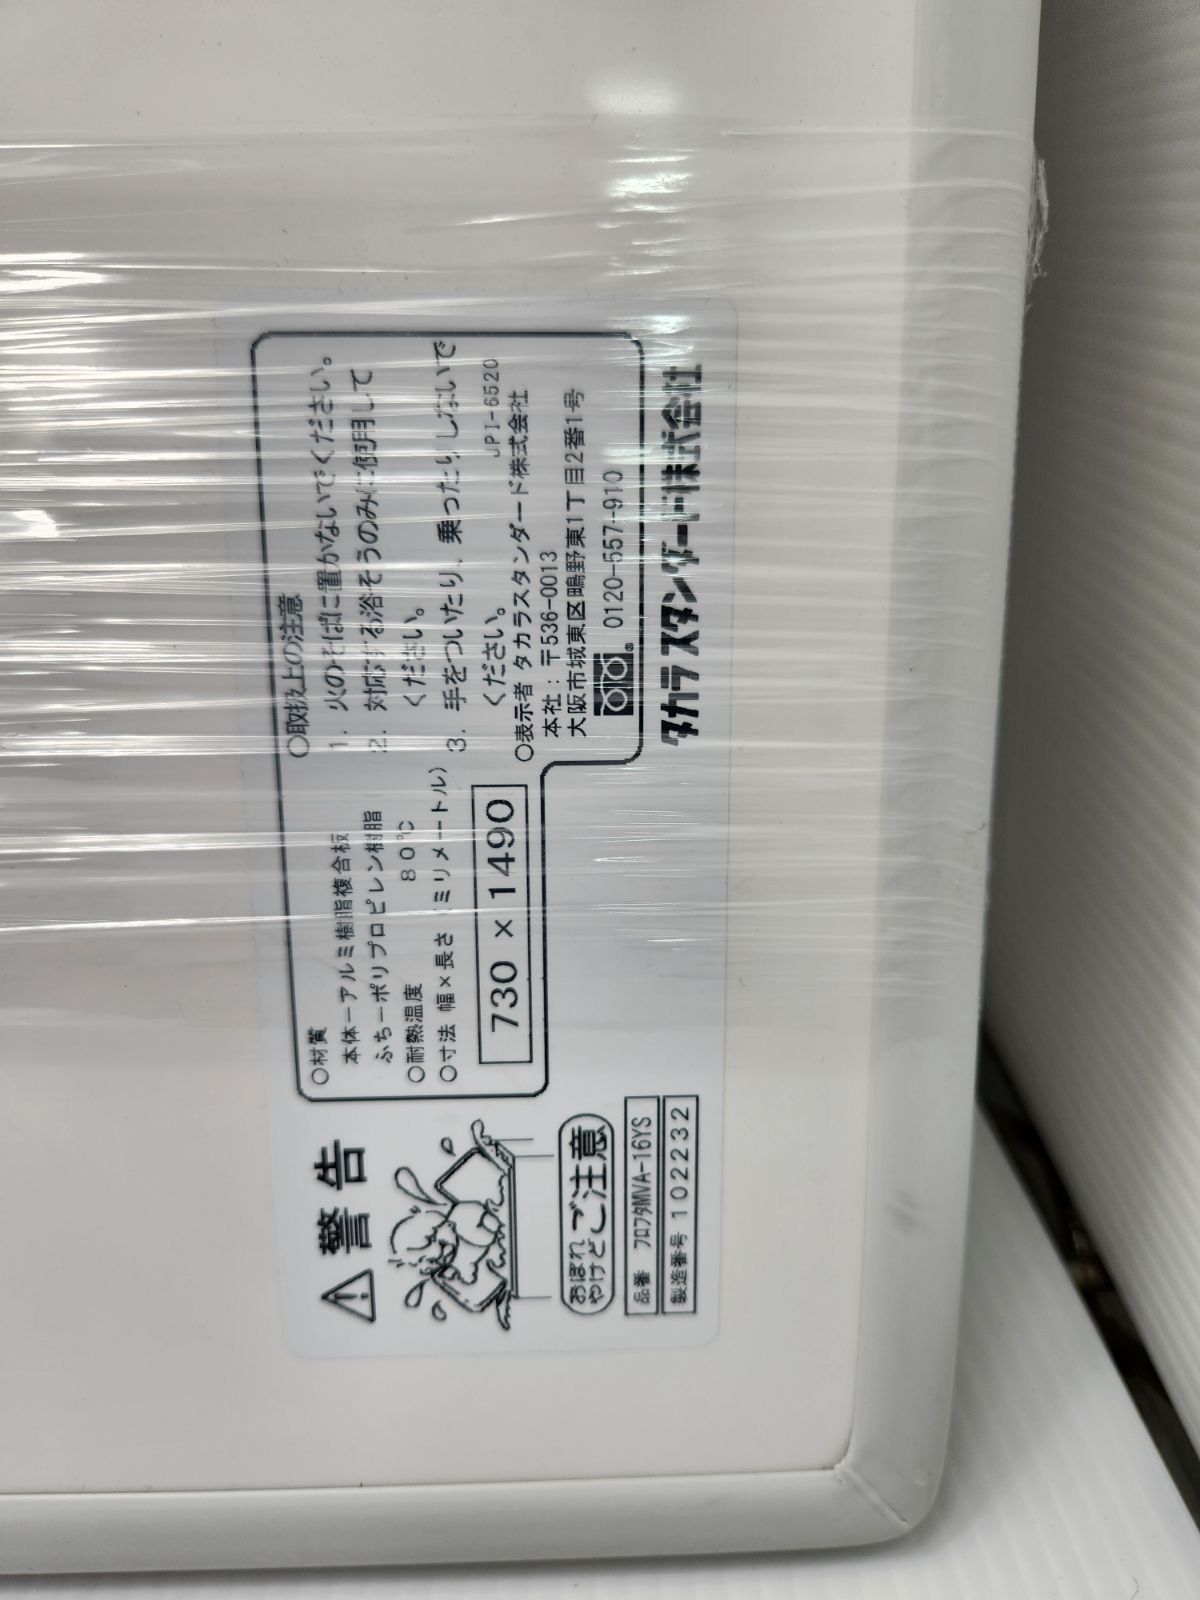 ⚠警告
おぼれ
やけど
ご注意
品番 フロフタMVA-16YS
製造番号 102232
○材質
本体ーアルミ樹脂複合板
ふちーポリプロピレン樹脂
○耐熱温度 80℃
○寸法 幅×長さ(ミリメートル)
730×1490
○取扱上の注意
1. 火のそばに置かないでください。
2. 対応する浴そうのみに使用して
ください。
3. 手をついたり、乗ったりしないで
ください。
JPI-6520
○表示者 タカラスタンダード株式会社
本社:〒536-0013
大阪市城東区鴫野東1丁目2番1号
0120-557-910
タカラスタンダード株式会社